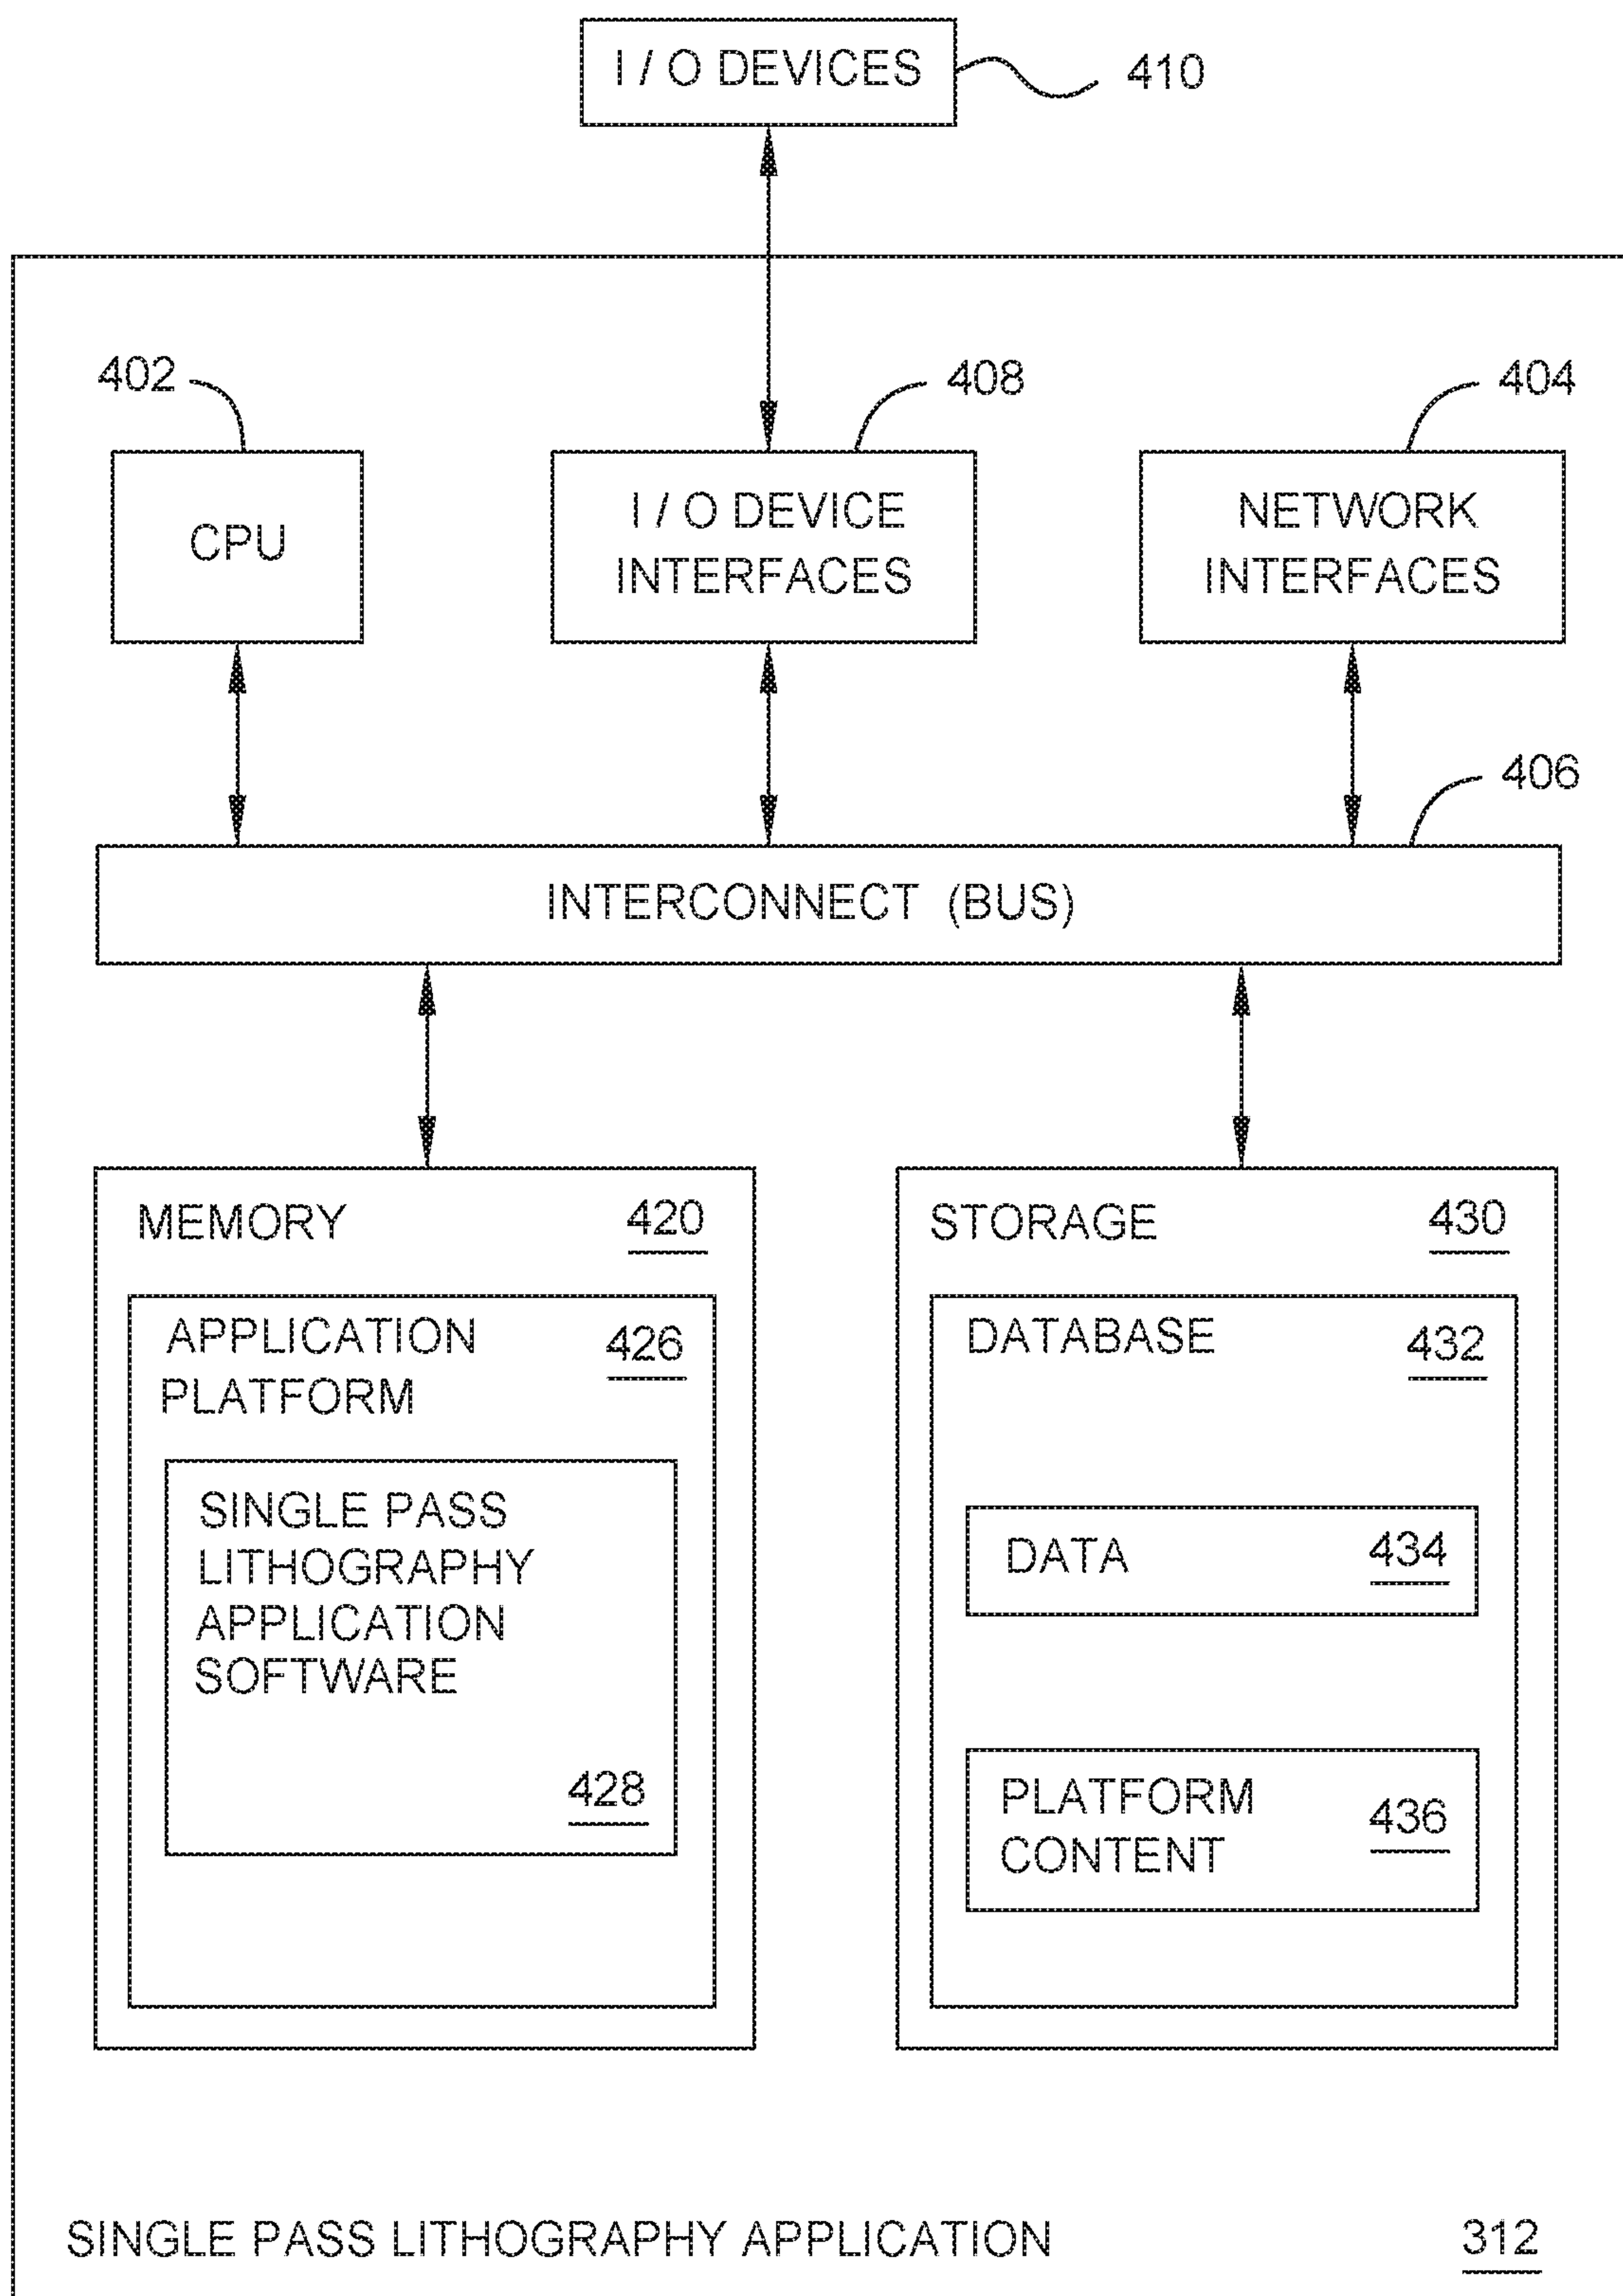 I / O DEVICES
410
402
408
404
CPU
I / O DEVICE
INTERFACES
NETWORK
INTERFACES
406
INTERCONNECT (BUS)
MEMORY 420
APPLICATION 426
PLATFORM
SINGLE PASS
LITHOGRAPHY
APPLICATION
SOFTWARE
428
STORAGE 430
DATABASE 432
DATA 434
PLATFORM 436
CONTENT
SINGLE PASS LITHOGRAPHY APPLICATION 312